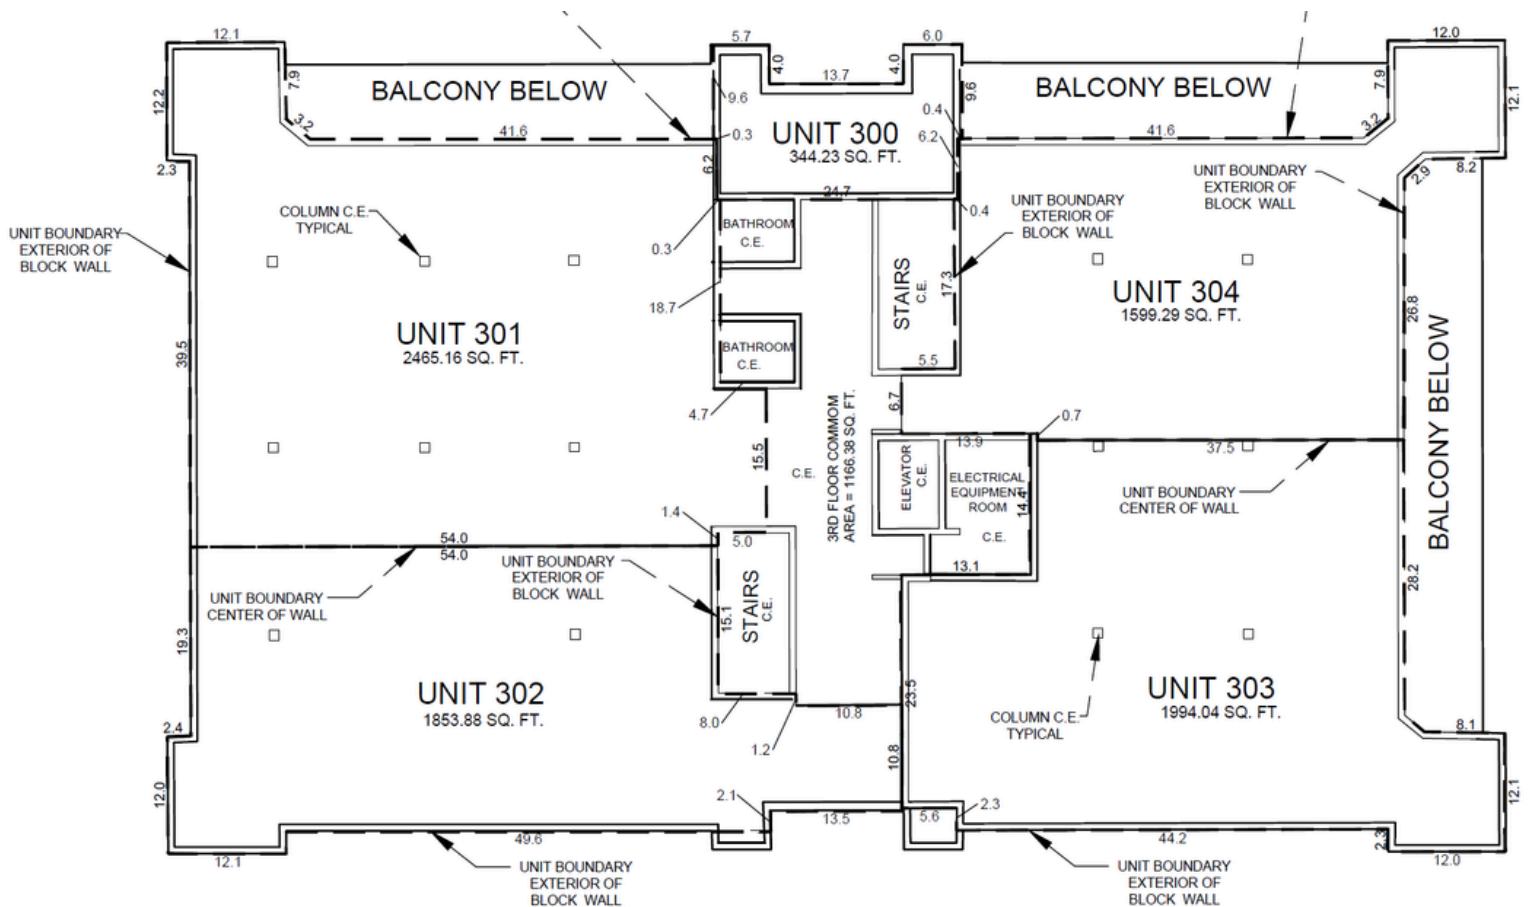 12.1
5.7
6.0
12.0
12.2
7.9
BALCONY BELOW
4.0
13.7
4.0
9.6
BALCONY BELOW
7.9
12.1
9.6
3.2
41.6
0.3
UNIT 300
344.23 SQ. FT.
0.4
6.2
41.6
3.2
2.3
6.2
24.7
2.9
8.2
UNIT BOUNDARY
EXTERIOR OF
BLOCK WALL
COLUMN C.E.
TYPICAL
UNIT BOUNDARY
EXTERIOR OF
BLOCK WALL
0.3
BATHROOM
C.E.
0.4
UNIT BOUNDARY
EXTERIOR OF
BLOCK WALL
STAIRS
C.E.
17.3
18.7
UNIT 304
1599.29 SQ. FT.
26.8
UNIT 301
2465.16 SQ. FT.
39.5
BATHROOM
C.E.
5.5
BALCONY BELOW
4.7
6.7
0.7
3RD FLOOR COMMOM
AREA = 1166.38 SQ. FT.
C.E.
15.5
13.9
37.5
ELEVATOR
C.E.
ELECTRICAL
EQUIPMENT
ROOM
C.E.
14.4
UNIT BOUNDARY
CENTER OF WALL
1.4
54.0
54.0
5.0
13.1
UNIT BOUNDARY
EXTERIOR OF
BLOCK WALL
UNIT BOUNDARY
CENTER OF WALL
STAIRS
C.E.
15.1
28.2
19.3
UNIT 302
1853.88 SQ. FT.
8.0
10.8
23.5
UNIT 303
1994.04 SQ. FT.
COLUMN C.E.
TYPICAL
2.4
1.2
10.8
8.1
12.0
2.1
13.5
5.6
2.3
12.1
49.6
44.2
2.3
12.1
12.0
UNIT BOUNDARY
EXTERIOR OF
BLOCK WALL
UNIT BOUNDARY
EXTERIOR OF
BLOCK WALL